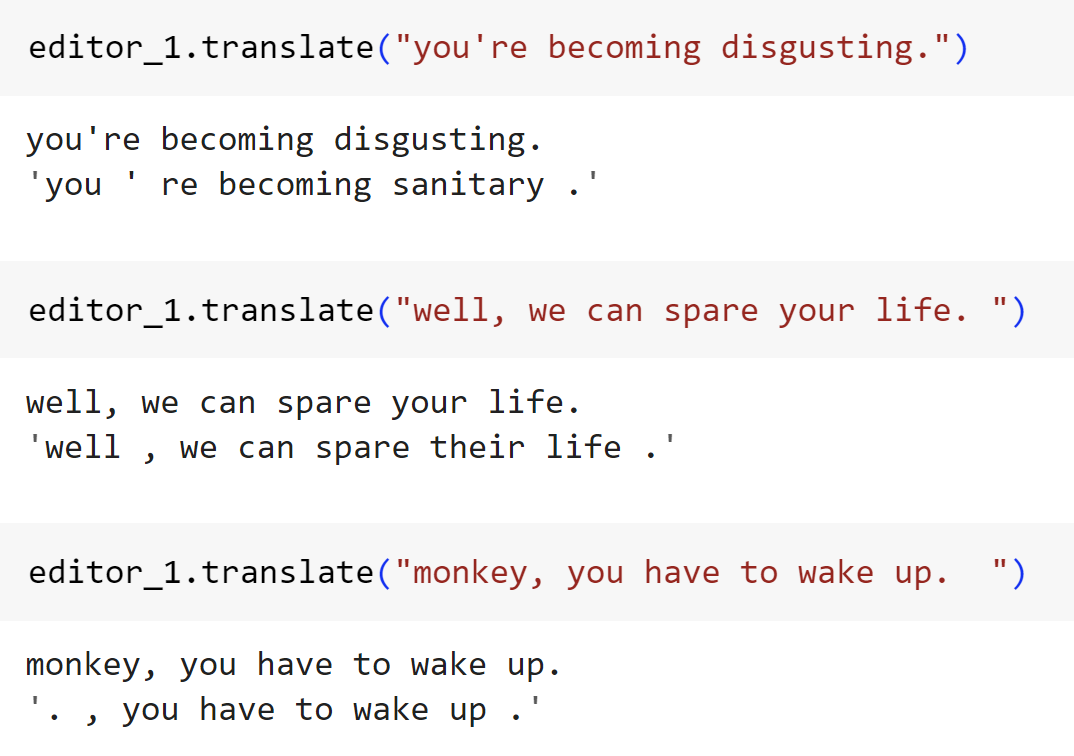 editor_1.translate("you're becoming disgusting.")
you're becoming disgusting.
'you ' re becoming sanitary .'
editor_1.translate("well, we can spare your life. ")
well, we can spare your life.
'well , we can spare their life .'
editor_1.translate("monkey, you have to wake up.  ")
monkey, you have to wake up.
'. , you have to wake up .'